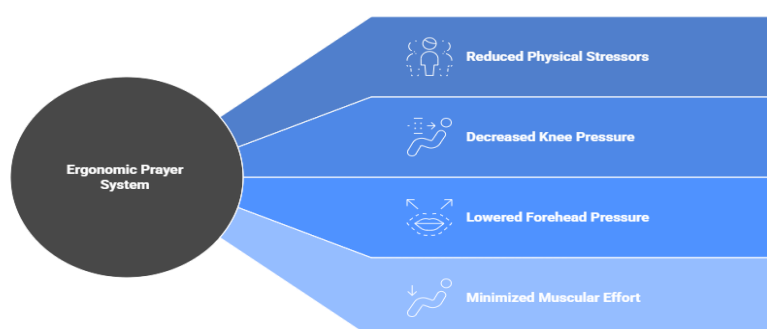 Ergonomic Prayer
System
Reduced Physical Stressors
Decreased Knee Pressure
Lowered Forehead Pressure
Minimized Muscular Effort